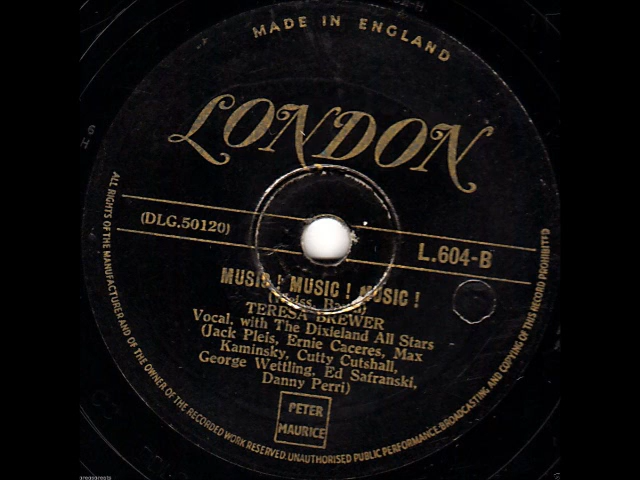 MADE IN ENGLAND
LONDON
(DLG.50120)
L.604-B
MUSIC ! MUSIC ! MUSIC !
TERESA BREWER
Vocal, with The Dixieland All Stars
(Jack Pleis, Ernie Caceres, Max
Kaminsky, Cutty Cutshall,
George Wettling, Ed Safranski,
Danny Perri)
PETER
MAURICE
ALL RIGHTS OF THE MANUFACTURER AND OF THE OWNER OF THE RECORDED WORK RESERVED. UNAUTHORISED PUBLIC PERFORMANCE, BROADCASTING AND COPYING OF THIS RECORD PROHIBITED